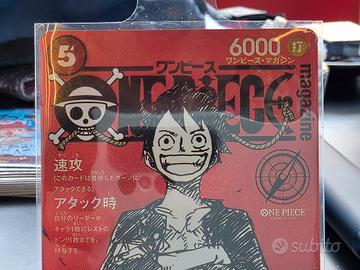 5
6000 打
ワンピース・マガジン
ワンピース
ONE PIECE
magazine
速攻
(このカードは登場したターンに
アタックできる)
アタック時
自分のリーダーか
キャラ1枚にレストの
ドン!!1枚までを、
付与する
ONE PIECE
subito